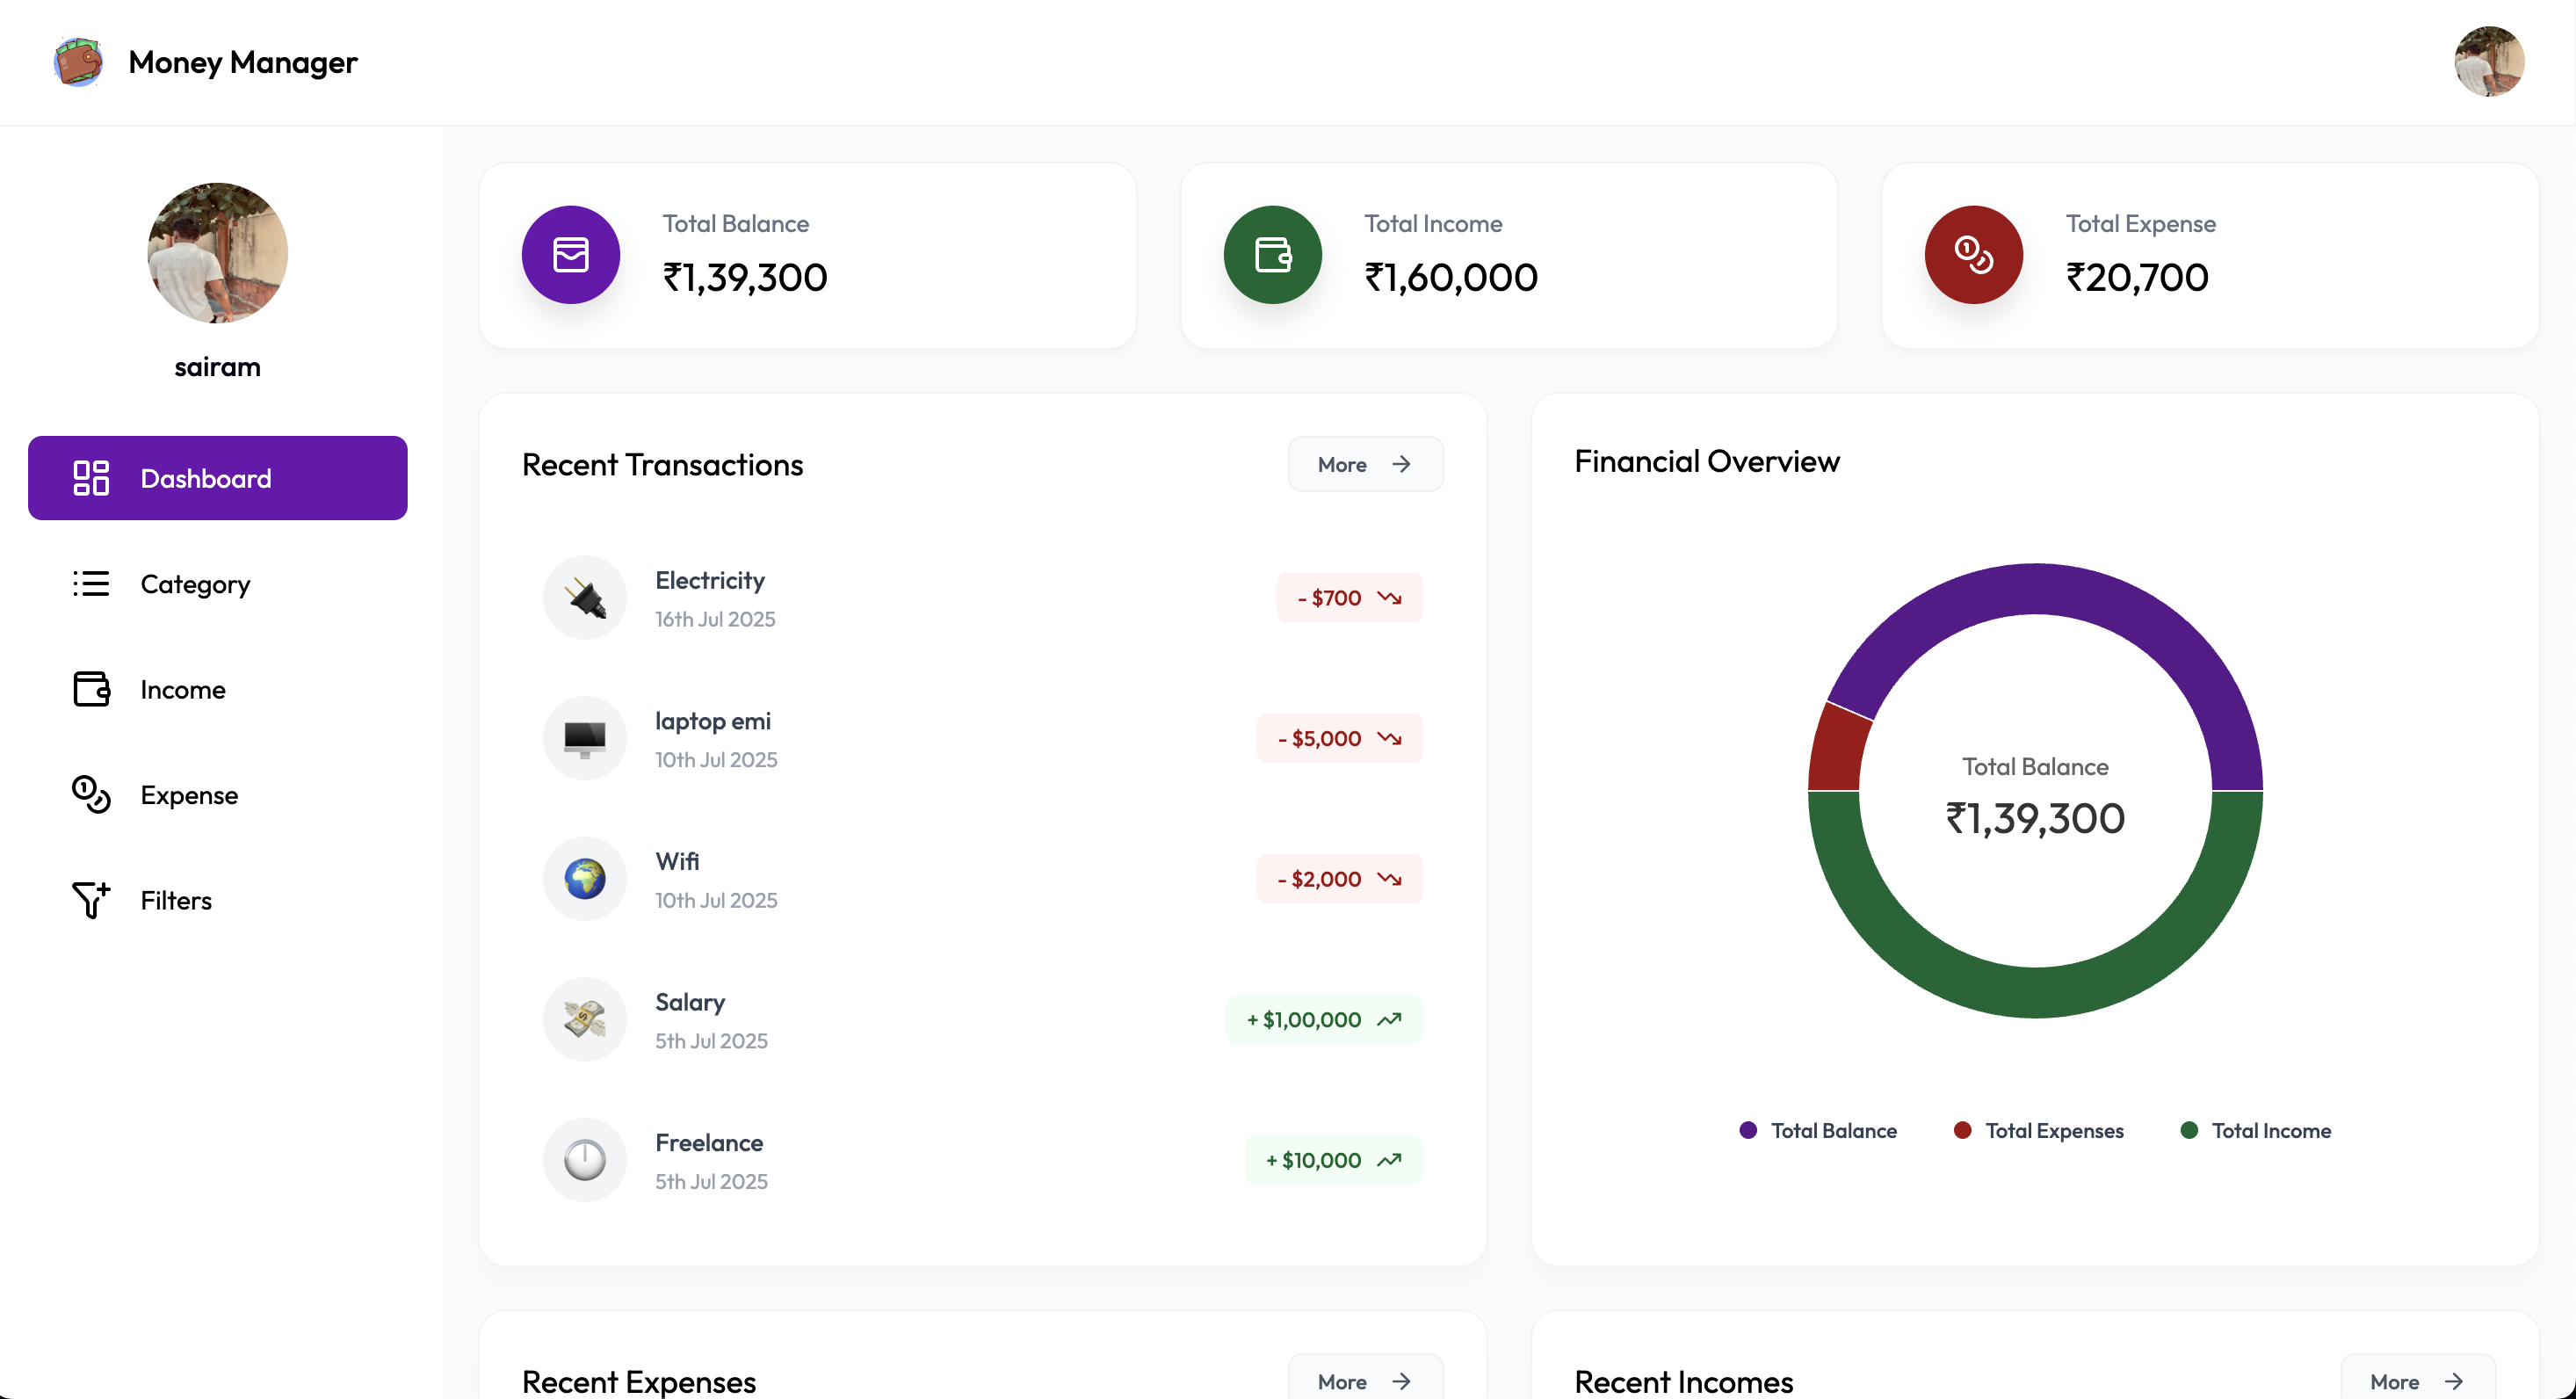 Money Manager
sairam
Dashboard
Category
Income
Expense
Filters
Total Balance
₹1,39,300
Total Income
₹1,60,000
Total Expense
₹20,700
Recent Transactions
More
Electricity
16th Jul 2025
- $700
laptop emi
10th Jul 2025
- $5,000
Wifi
10th Jul 2025
- $2,000
Salary
5th Jul 2025
+ $1,00,000
Freelance
5th Jul 2025
+ $10,000
Financial Overview
Total Balance
₹1,39,300
Total Balance
Total Expenses
Total Income
Recent Expenses
More
Recent Incomes
More